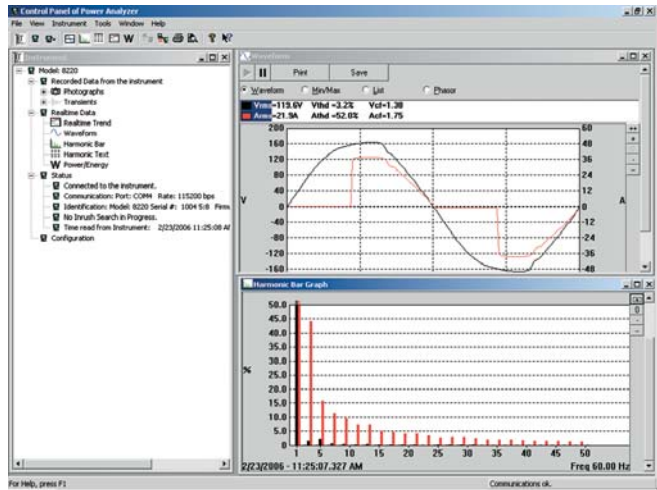 Control Panel of Power Analyzer
File View Instrument Tools Window Help
W
Instrument
Model: 8220
Recorded Data from the instrument
Photographs
Transients
Realtime Data
Realtime Trend
Waveform
Harmonic Bar
Harmonic Text
W Power/Energy
Status
Connected to the instrument.
Communication: Port: COM4 Rate: 115200 bps
Identification: Model: 8220 Serial #: 1004 5:8 Firm
No Inrush Search in Progress.
Time read from Instrument: 2/23/2006 11:25:08 AM
Configuration
Waveform
Print Save
Waveform Min/Max List Phasor
Vrms=119.6V Vthd =3.2% Vcf=1.38
Arms=21.9A Athd =52.0% Acf=1.75
200 60
160 48
120 36
80 24
40 12
0 0
V A
-40 -12
-80 -24
-120 -36
-160 -48
Harmonic Bar Graph
50.0
45.0
40.0
35.0
30.0
25.0
%
20.0
15.0
10.0
5.0
0
1 5 10 15 20 25 30 35 40 45 50
2/23/2006 - 11:25:07.327 AM Freq 60.00 Hz
For Help, press F1 Communications ok.